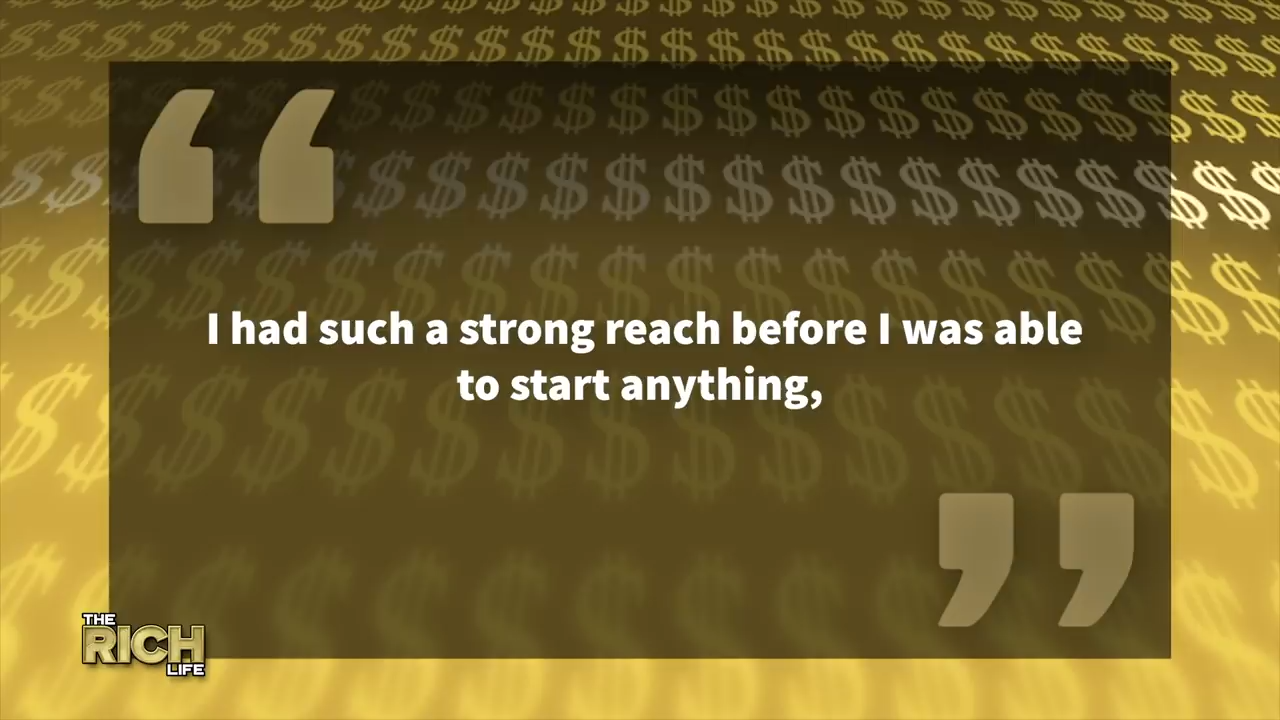 I had such a strong reach before I was able
to start anything,
THE
RICH
LIFE